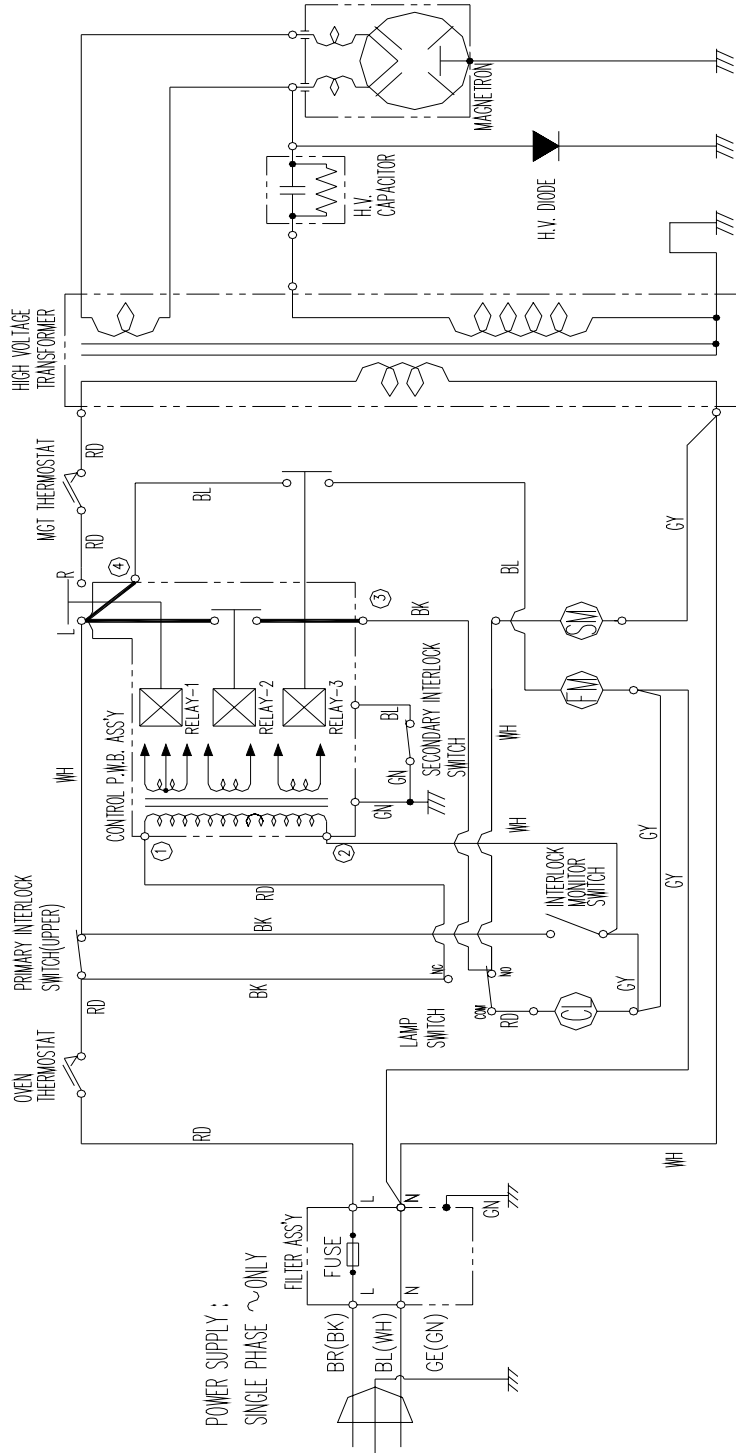 POWER SUPPLY :
SINGLE PHASE ~ ONLY
BR(BK)
BL(WH)
GE(GN)
FILTER ASS'Y
FUSE
L
N
L
N
GN
OVEN
THERMOSTAT
RD
RD
PRIMARY INTERLOCK
SWITCH(UPPER)
BK
BK
WH
CONTROL P.W.B. ASS'Y
1
2
RD
RELAY-1
RELAY-2
RELAY-3
GN
GN
BL
SECONDARY INTERLOCK
SWITCH
L
R
4
3
BK
MGT THERMOSTAT
RD
RD
BL
BL
HIGH VOLTAGE
TRANSFORMER
H.V.
CAPACITOR
H.V. DIODE
MAGNETRON
LAMP
SWITCH
NC
COM
NO
RD
CL
GY
INTERLOCK
MONITOR
SWITCH
WH
WH
FM
SM
GY
GY
GY
WH